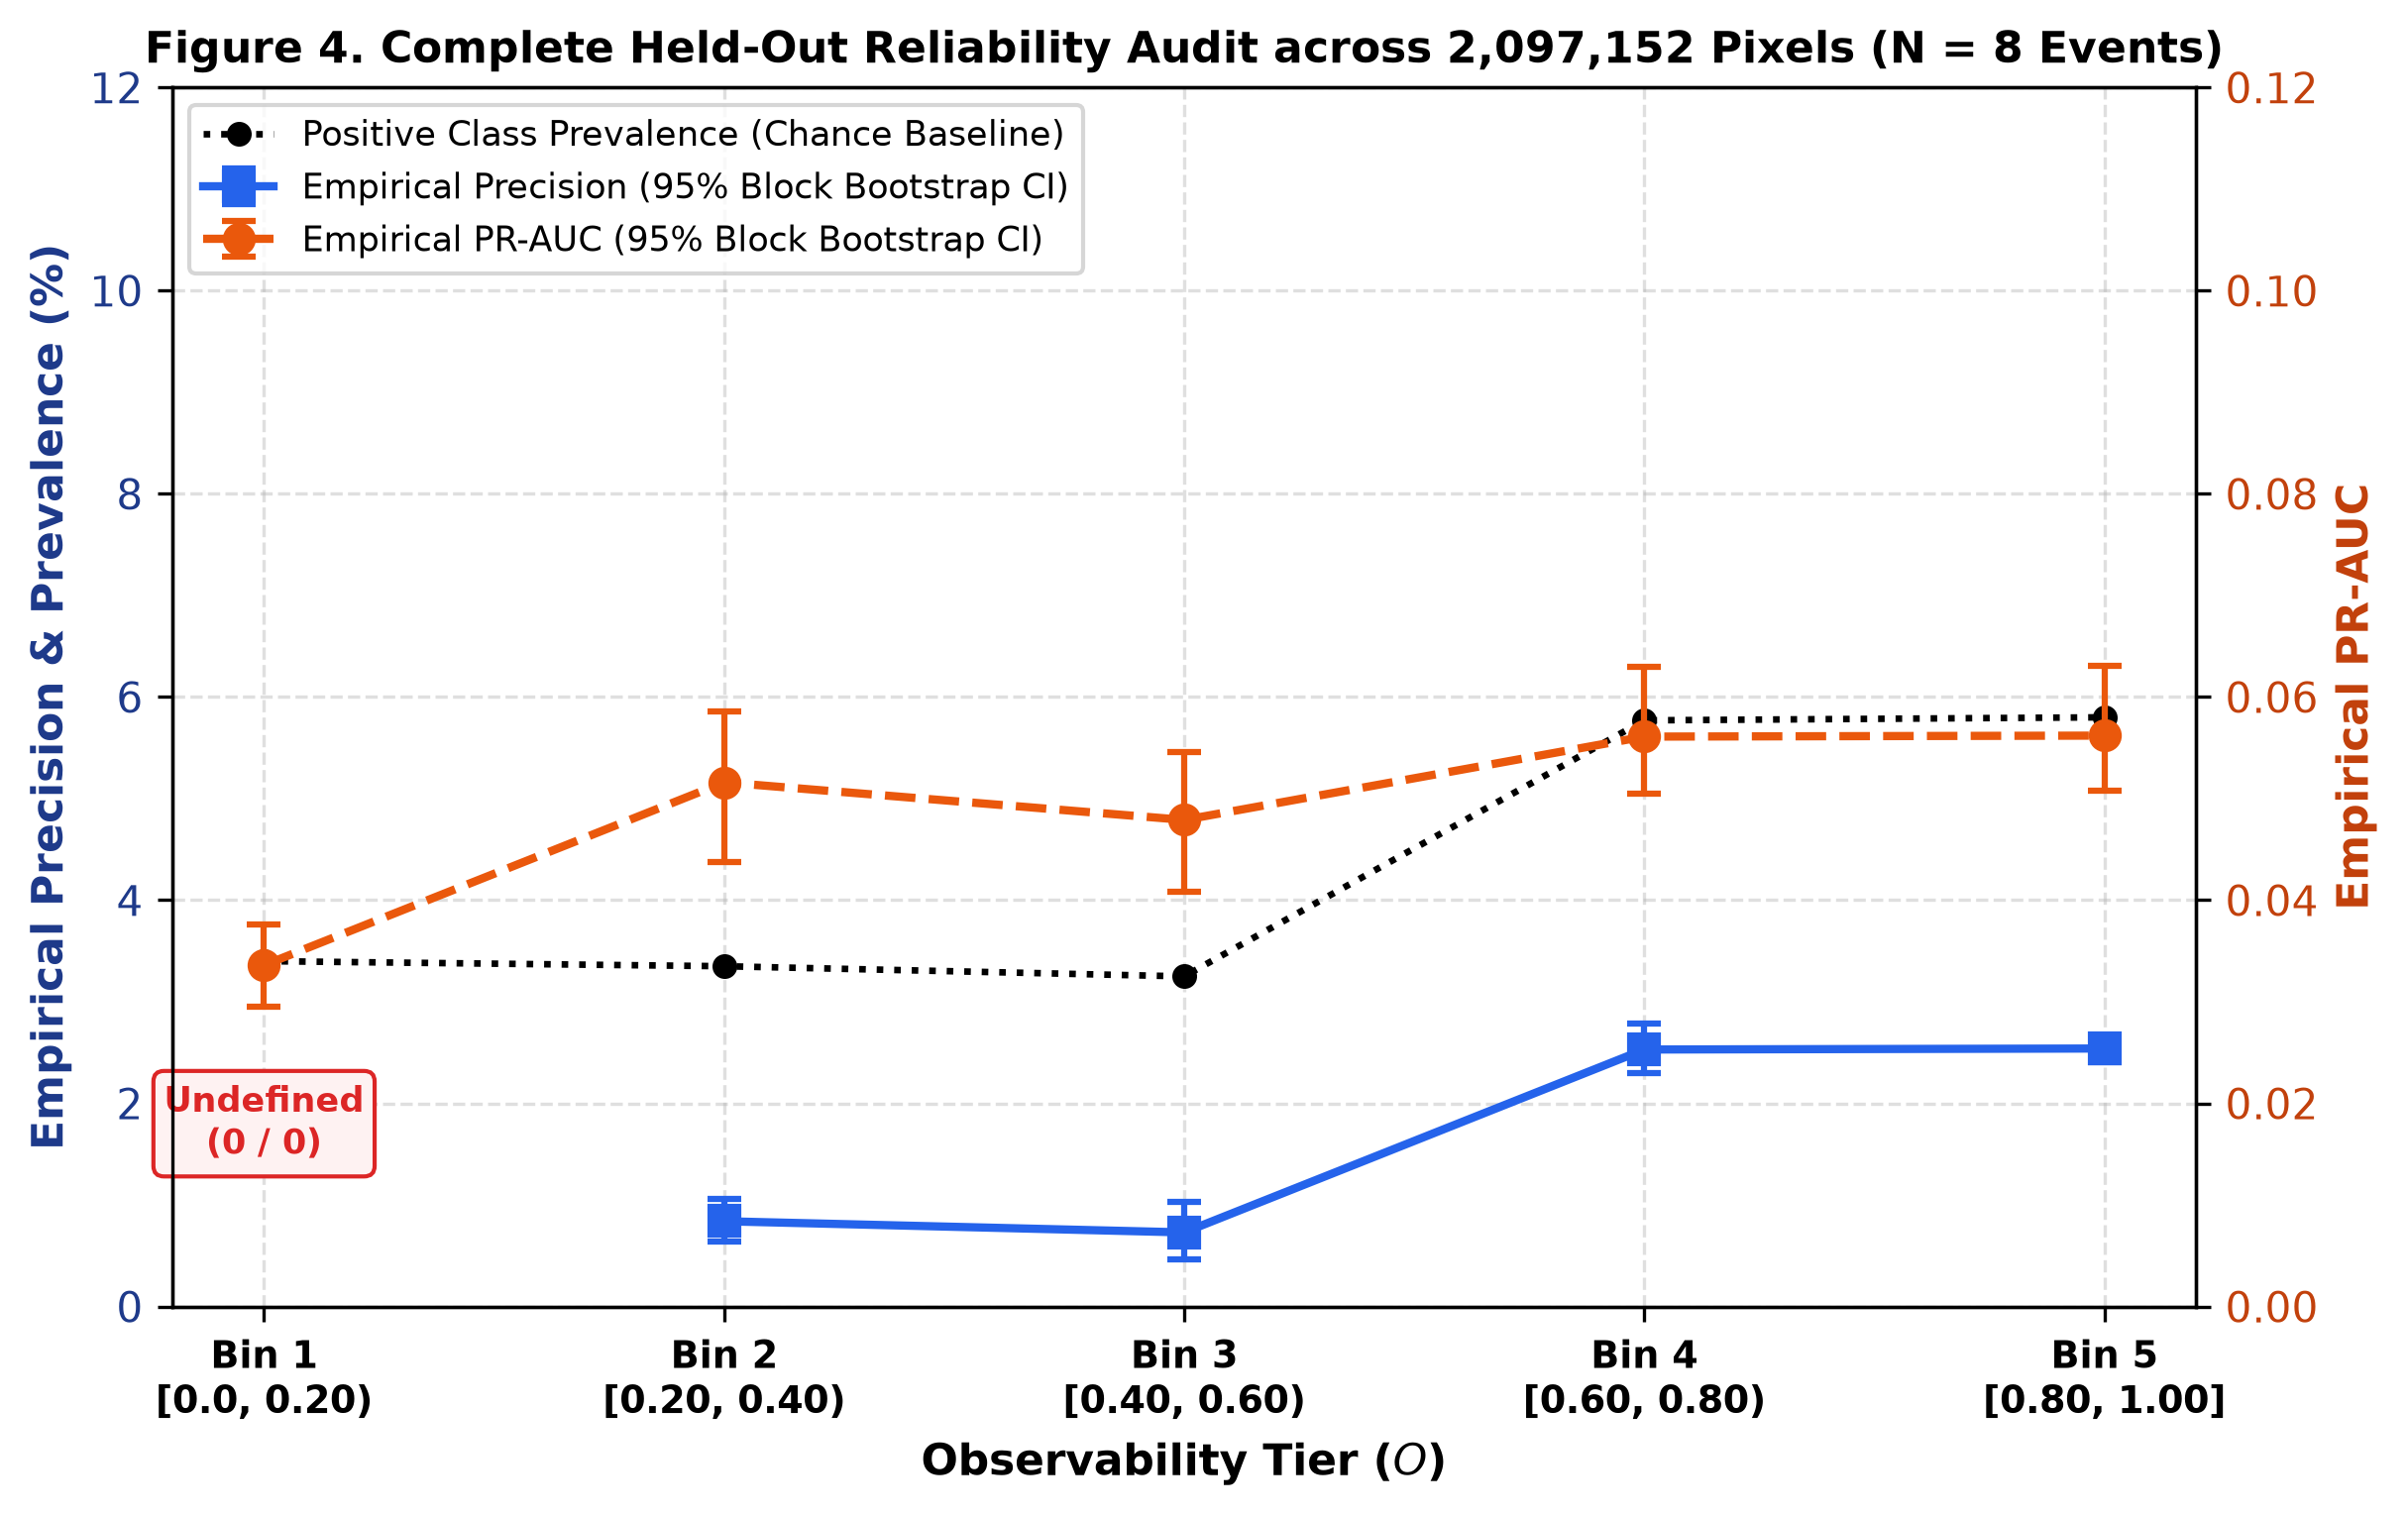 Figure 4. Complete Held-Out Reliability Audit across 2,097,152 Pixels (N = 8 Events)
Positive Class Prevalence (Chance Baseline)
Empirical Precision (95% Block Bootstrap CI)
Empirical PR-AUC (95% Block Bootstrap CI)
Empirical Precision & Prevalence (%)
12
10
8
6
4
2
0
Undefined
(0 / 0)
0.12
0.10
0.08
0.06
0.04
0.02
0.00
Empirical PR-AUC
Bin 1
[0.0, 0.20)
Bin 2
[0.20, 0.40)
Bin 3
[0.40, 0.60)
Bin 4
[0.60, 0.80)
Bin 5
[0.80, 1.00]
Observability Tier (O)